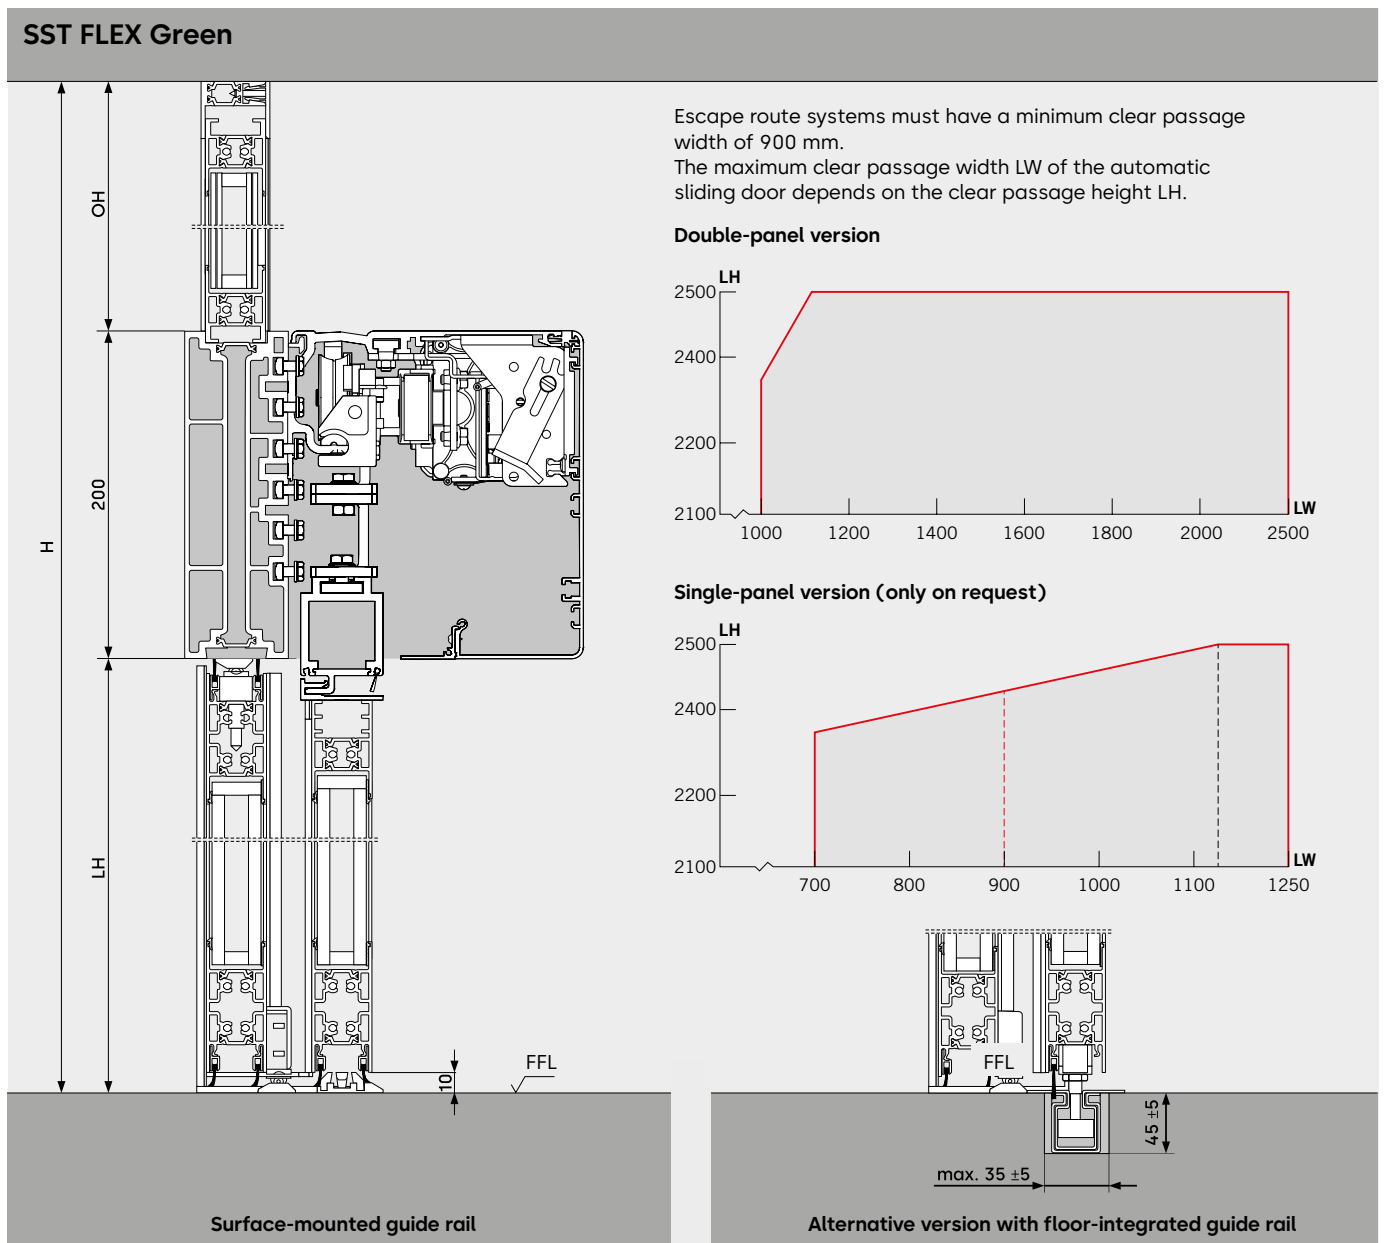 SST FLEX Green
Escape route systems must have a minimum clear passage
width of 900 mm.
The maximum clear passage width LW of the automatic
sliding door depends on the clear passage height LH.
Double-panel version
LH
2500
2400
2200
2100
LW
1000 1200 1400 1600 1800 2000 2500
Single-panel version (only on request)
LH
2500
2400
2200
2100
LW
700 800 900 1000 1100 1250
OH
200
H
LH
10
FFL
Surface-mounted guide rail
FFL
45 ±5
max. 35 ±5
Alternative version with floor-integrated guide rail